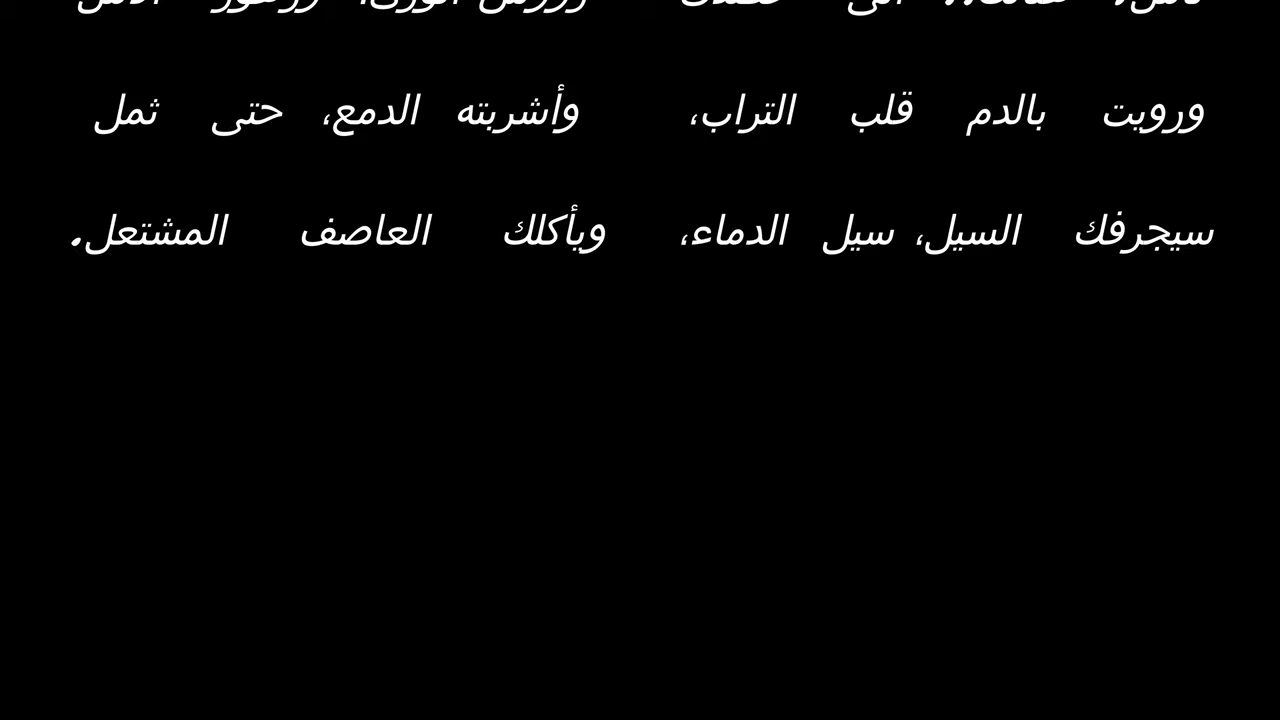 ورويت بالدم قلب التراب، وأشربته الدمع، حتى ثمل
سيجرفك السيل، سيل الدماء، ويأكلك العاصف المشتعل.